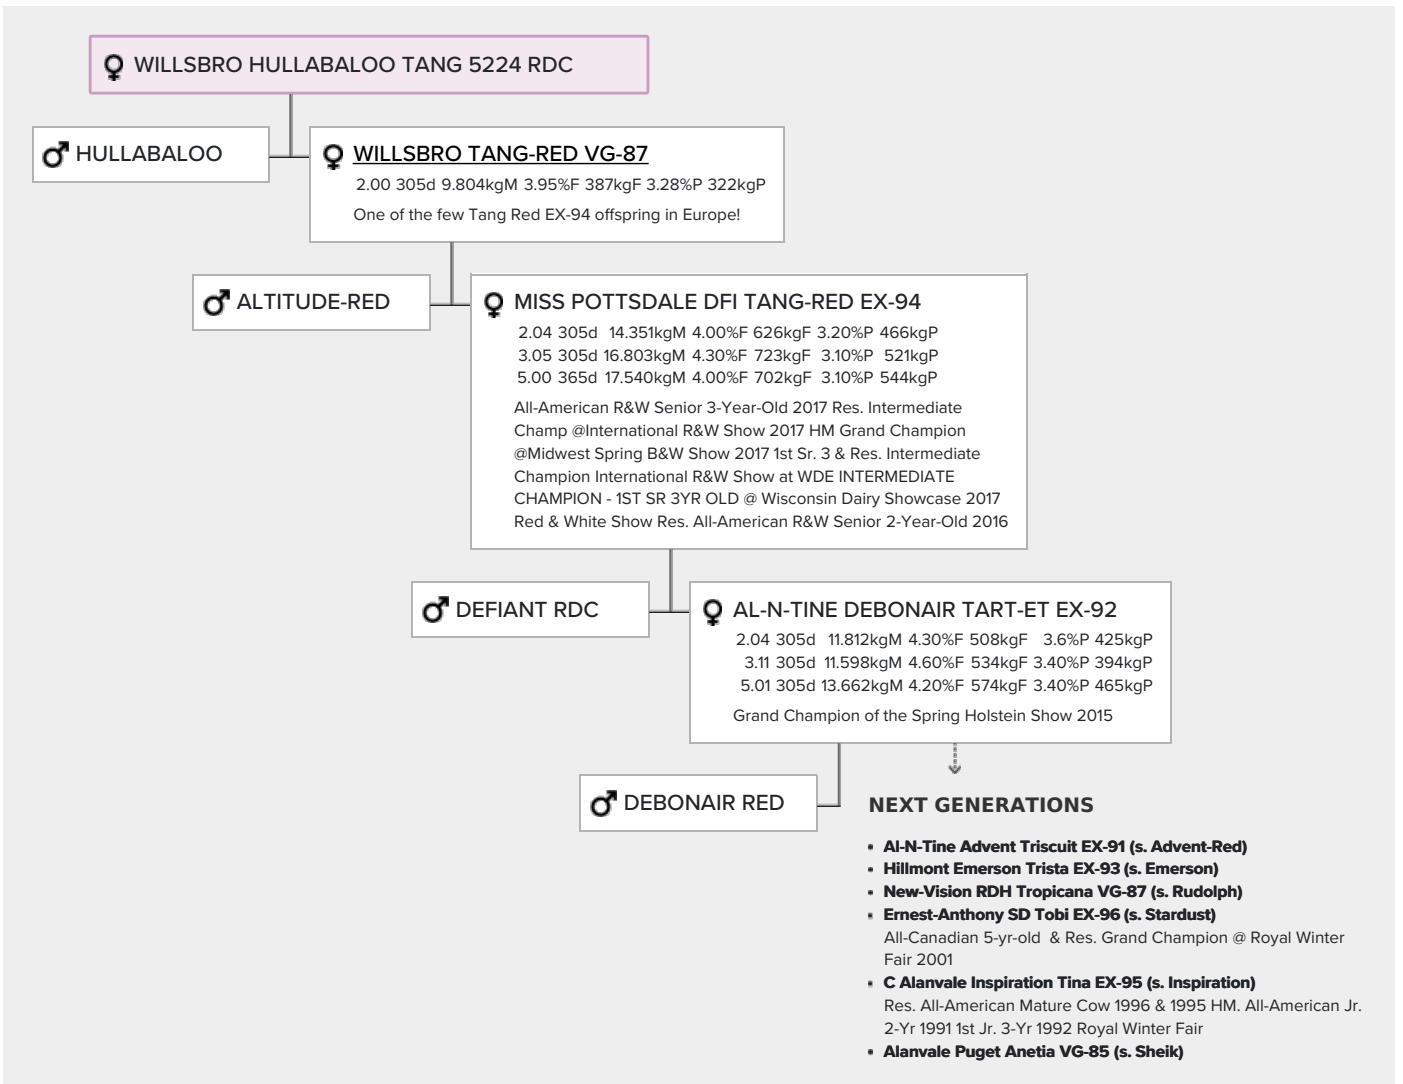 WILLSBRO HULLABALOO TANG 5224 RDC
HULLABALOO
WILLSBRO TANG-RED VG-87
2.00 305d 9.804kgM 3.95%F 387kgF 3.28%P 322kgP
One of the few Tang Red EX-94 offspring in Europe!
ALTITUDE-RED
MISS POTTSDALE DFI TANG-RED EX-94
2.04 305d 14.351kgM 4.00%F 626kgF 3.20%P 466kgP
3.05 305d 16.803kgM 4.30%F 723kgF 3.10%P 521kgP
5.00 365d 17.540kgM 4.00%F 702kgF 3.10%P 544kgP
All-American R&W Senior 3-Year-Old 2017 Res. Intermediate
Champ @International R&W Show 2017 HM Grand Champion
@Midwest Spring B&W Show 2017 1st Sr. 3 & Res. Intermediate
Champion International R&W Show at WDE INTERMEDIATE
CHAMPION - 1ST SR 3YR OLD @ Wisconsin Dairy Showcase 2017
Red & White Show Res. All-American R&W Senior 2-Year-Old 2016
DEFIANT RDC
AL-N-TINE DEBONAIR TART-ET EX-92
2.04 305d 11.812kgM 4.30%F 508kgF 3.6%P 425kgP
3.11 305d 11.598kgM 4.60%F 534kgF 3.40%P 394kgP
5.01 305d 13.662kgM 4.20%F 574kgF 3.40%P 465kgP
Grand Champion of the Spring Holstein Show 2015
DEBONAIR RED
NEXT GENERATIONS
▪ Al-N-Tine Advent Triscuit EX-91 (s. Advent-Red)
▪ Hillmont Emerson Trista EX-93 (s. Emerson)
▪ New-Vision RDH Tropicana VG-87 (s. Rudolph)
▪ Ernest-Anthony SD Tobi EX-96 (s. Stardust)
All-Canadian 5-yr-old & Res. Grand Champion @ Royal Winter
Fair 2001
▪ C Alanvale Inspiration Tina EX-95 (s. Inspiration)
Res. All-American Mature Cow 1996 & 1995 HM. All-American Jr.
2-Yr 1991 1st Jr. 3-Yr 1992 Royal Winter Fair
▪ Alanvale Puget Anetia VG-85 (s. Sheik)